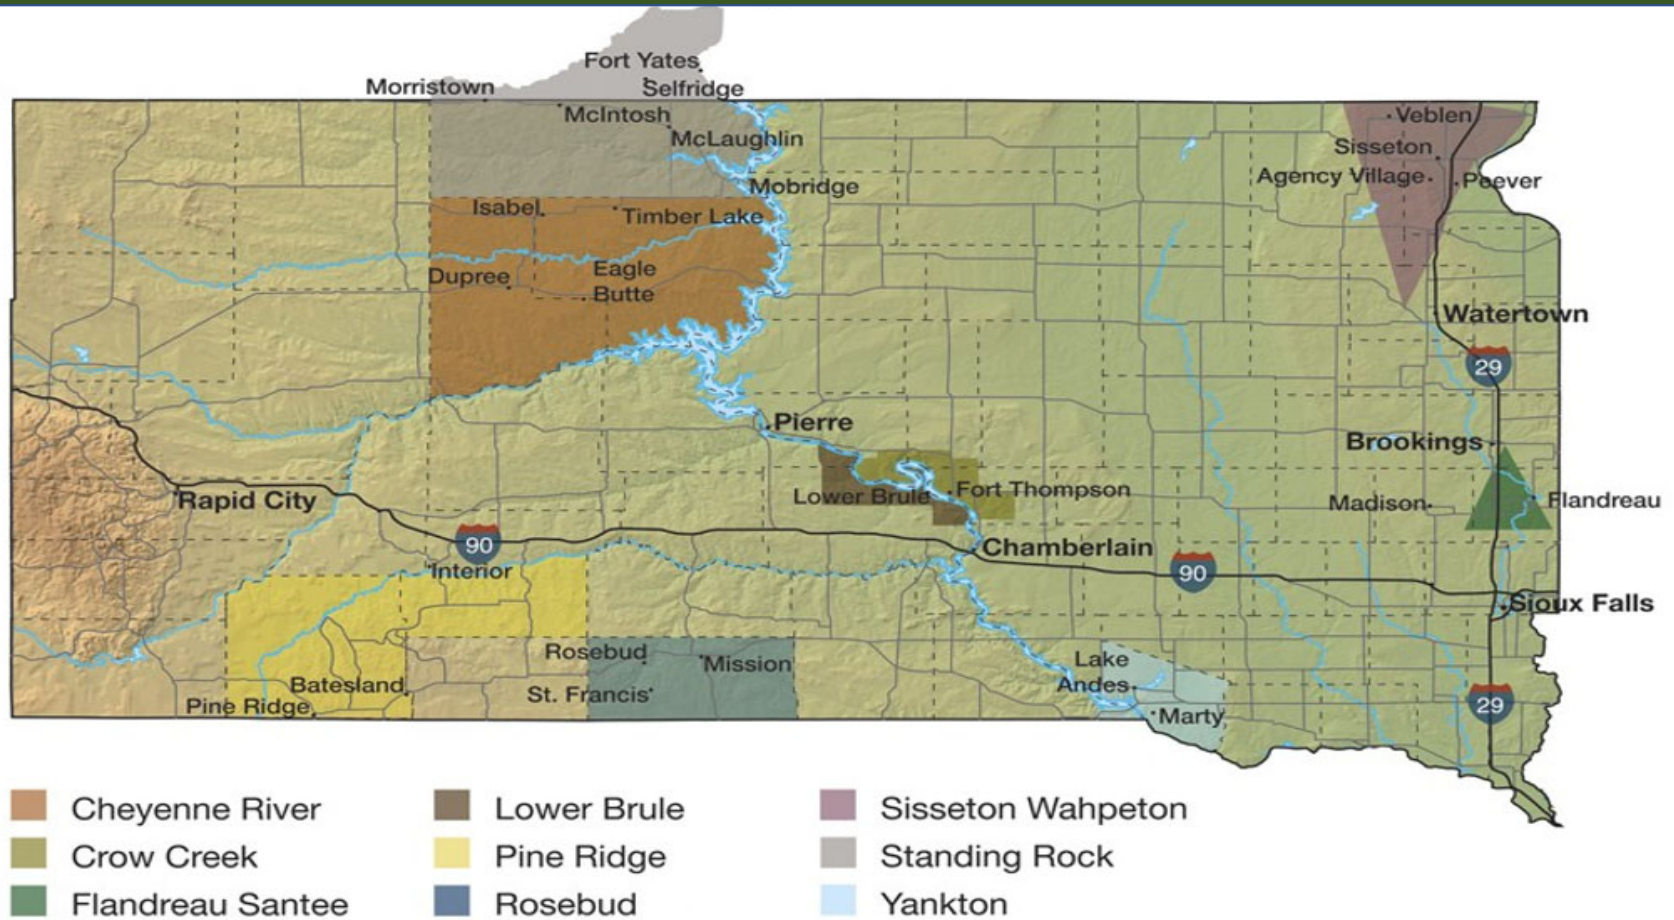 Fort Yates
Morristown
Selfridge
McIntosh
McLaughlin
Veblen
Sisteton
Agency Village
Peever
Mobridge
Isabel
Timber Lake
Dupree
Eagle
Butte
Watertown
29
Pierre
Brookings
Rapid City
Lower Brule
Fort Thompson
Madison
Flandreau
90
Chamberlain
Interior
90
Sioux Falls
Rosebud
Mission
Lake
Andes
Batesland
St. Francis
Pine Ridge
Marty
29
Cheyenne River
Lower Brule
Sisseton Wahpeton
Crow Creek
Pine Ridge
Standing Rock
Flandreau Santee
Rosebud
Yankton